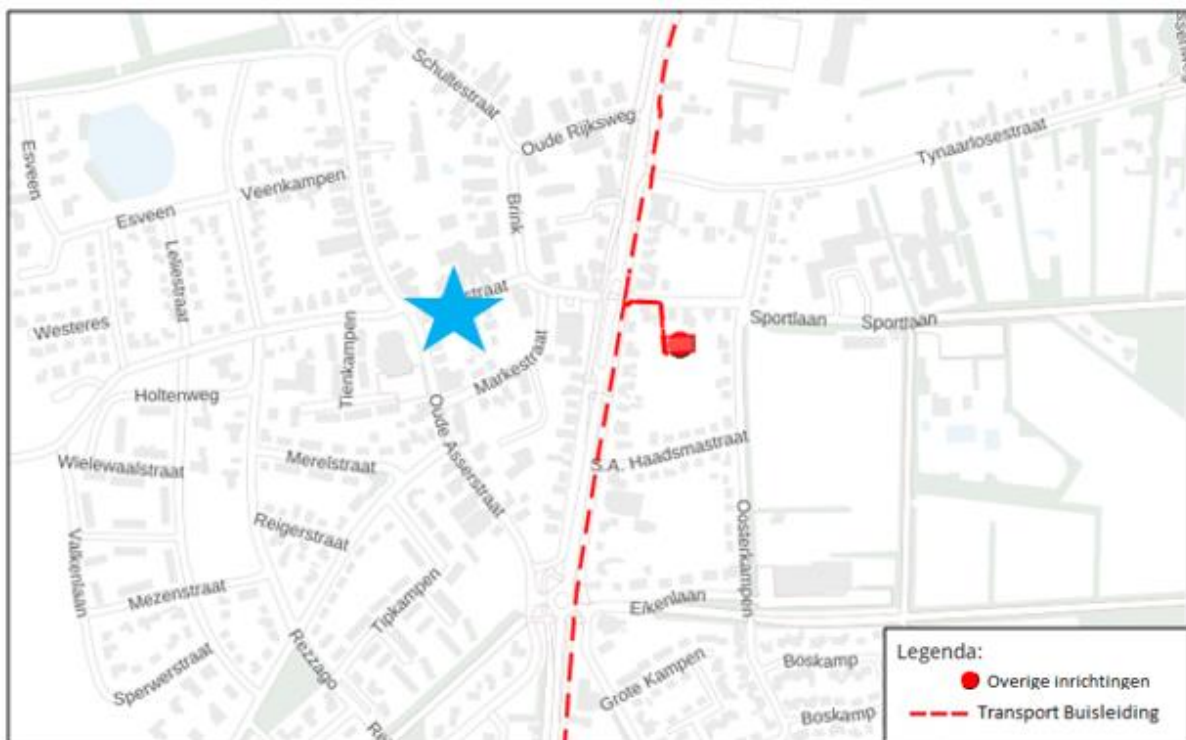 Schultestraat
Oude Rijksweg
Tynaarlosestraat
Esveen
Veenkampen
Esveen
Brink
Leliestraat
straat
Westeres
Tienkampen
Sportlaan
Sportlaan
Markestraat
Holtenweg
Oude Asserstraat
S.A. Haadsmastraat
Merelstraat
Wielewaalstraat
Reigerstraat
Oosterkampen
Valkenlaan
Mezenstraat
Tipkampen
Eikenlaan
Rezzago
Sperwerstraat
Grote Kampen
Boskamp
Boskamp
Legenda:
Overige inrichtingen
Transport Buisleiding